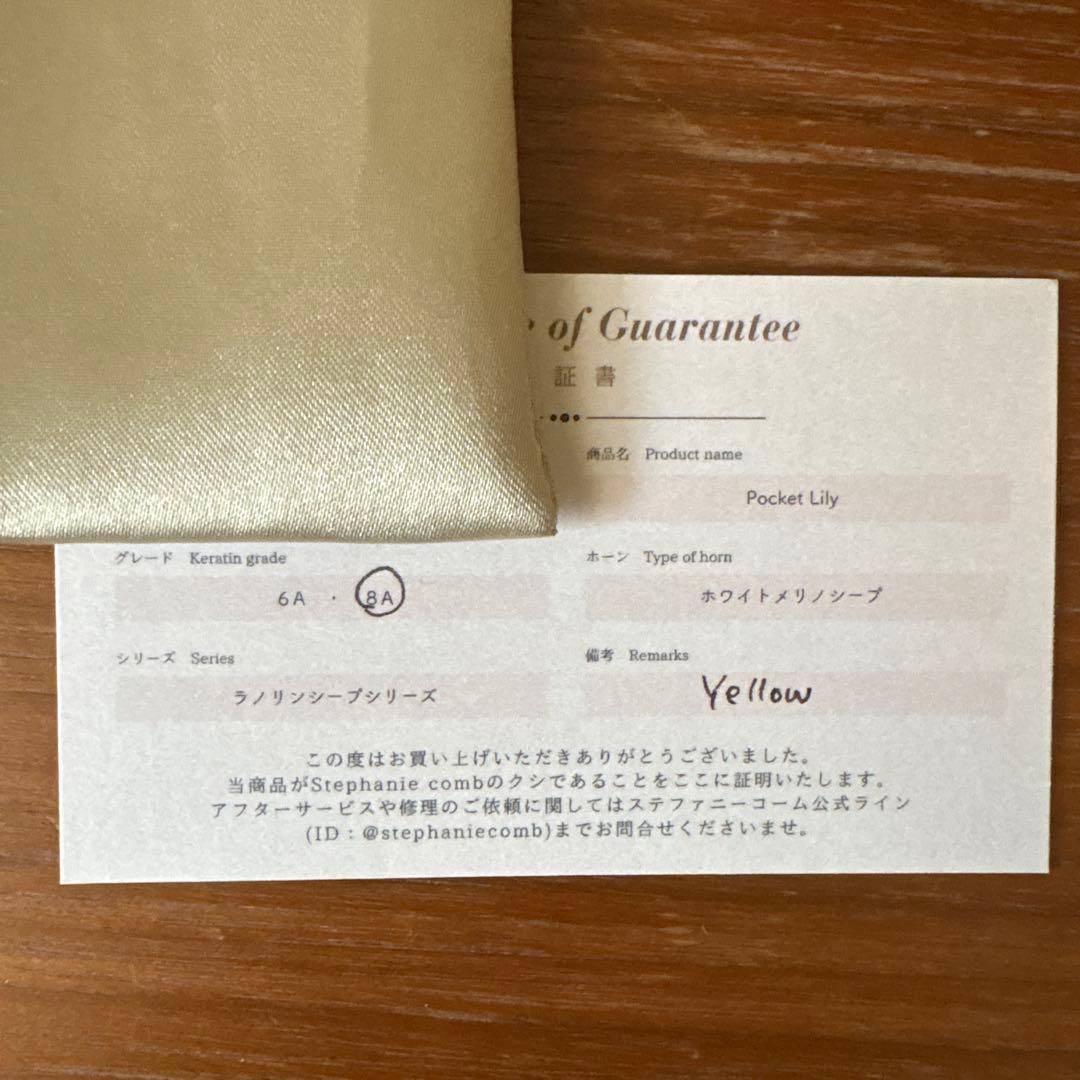 of Guarantee
証書
商品名 Product name
Pocket Lily
グレード Keratin grade
6A ・ 8A
ホーン Type of horn
ホワイトメリノシープ
シリーズ Series
ラノリンシープシリーズ
備考 Remarks
Yellow
この度はお買い上げいただきありがとうございました。
当商品がStephanie combのクシであることをここに証明いたします。
アフターサービスや修理のご依頼に関してはステファニーコーム公式ライン
(ID : @stephaniecomb)までお問合せくださいませ。